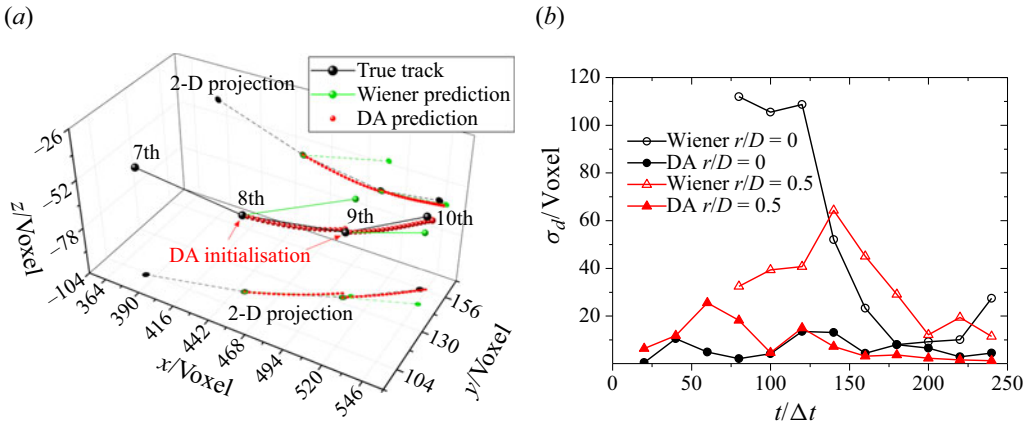 (a)
2-D projection
True track
Wiener prediction
DA prediction
7th
8th
9th
10th
DA initialisation
2-D projection
−26
−52
−78
−104
z/Voxel
364
390
416
442
468
494
520
546
x/Voxel
104
130
156
y/Voxel
(b)
120
100
80
60
40
20
σd/Voxel
Wiener r/D = 0
DA r/D = 0
Wiener r/D = 0.5
DA r/D = 0.5
0 50 100 150 200 250
t/Δt